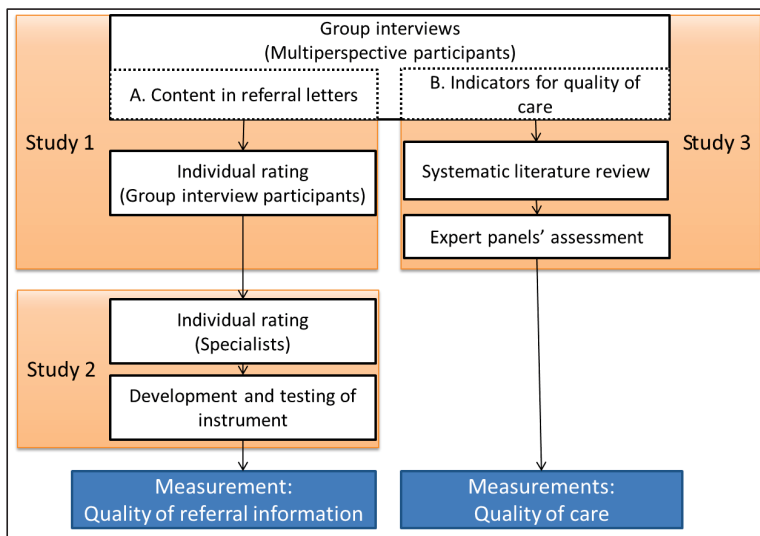 Group interviews
(Multiperspective participants)
A. Content in referral letters
B. Indicators for quality of
care
Study 1
Study 3
Individual rating
(Group interview participants)
Systematic literature review
Expert panels’ assessment
Study 2
Individual rating
(Specialists)
Development and testing of
instrument
Measurement:
Quality of referral information
Measurements:
Quality of care